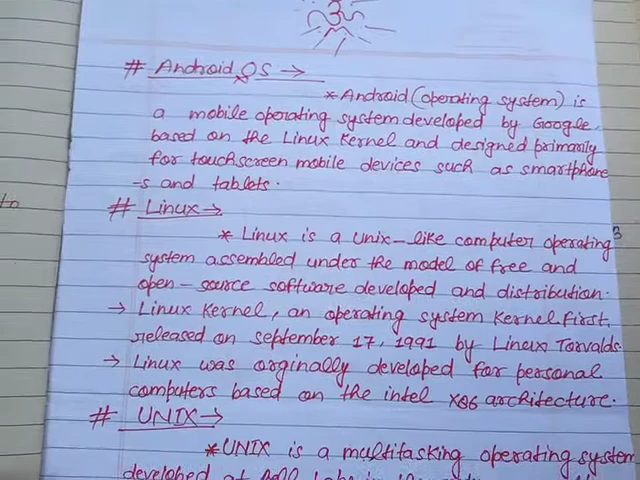 # Android OS →
* Android (operating system) is
a mobile operating system developed by Google,
based on the Linux Kernel and designed primarily
for touchscreen mobile devices such as smartphone
-s and tablets.
# Linux →
* Linux is a Unix-like computer operating
system assembled under the model of free and
open-source software developed and distribution.
→ Linux Kernel, an operating system Kernel first,
released on september 17, 1991 by Linux Torvalds
→ Linux was orginally developed for personal
computers based on the intel X86 architecture.
# UNIX →
* UNIX is a multitasking operating system
developed at